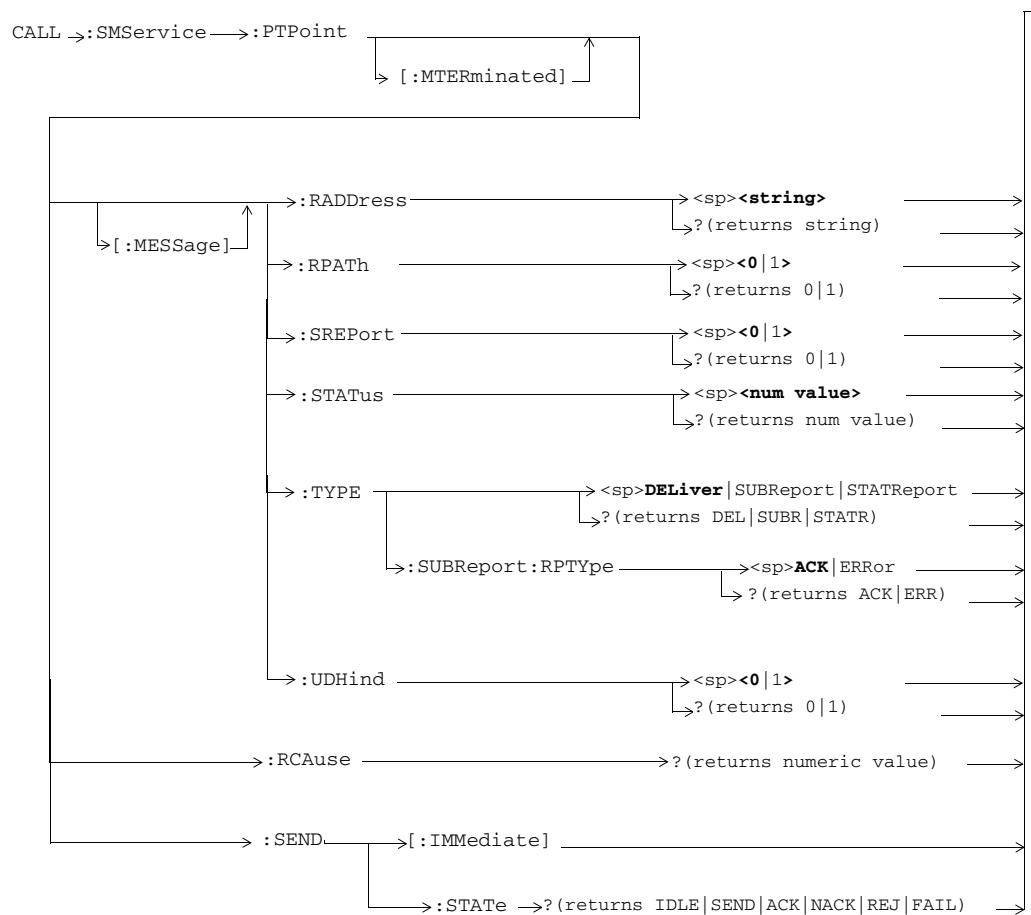 CALL :SMService :PTPoint
[:MTERminated]
:RADDress <sp><string>
?(returns string)
[:MESSage]
:RPATh <sp><0|1>
?(returns 0|1)
:SREPort <sp><0|1>
?(returns 0|1)
:STATus <sp><num value>
?(returns num value)
:TYPE <sp>DELiver|SUBReport|STATReport
?(returns DEL|SUBR|STATR)
:SUBReport:RPTYpe <sp>ACK|ERRor
?(returns ACK|ERR)
:UDHind <sp><0|1>
?(returns 0|1)
:RCAuse ?(returns numeric value)
:SEND [:IMMediate]
:STATe ?(returns IDLE|SEND|ACK|NACK|REJ|FAIL)